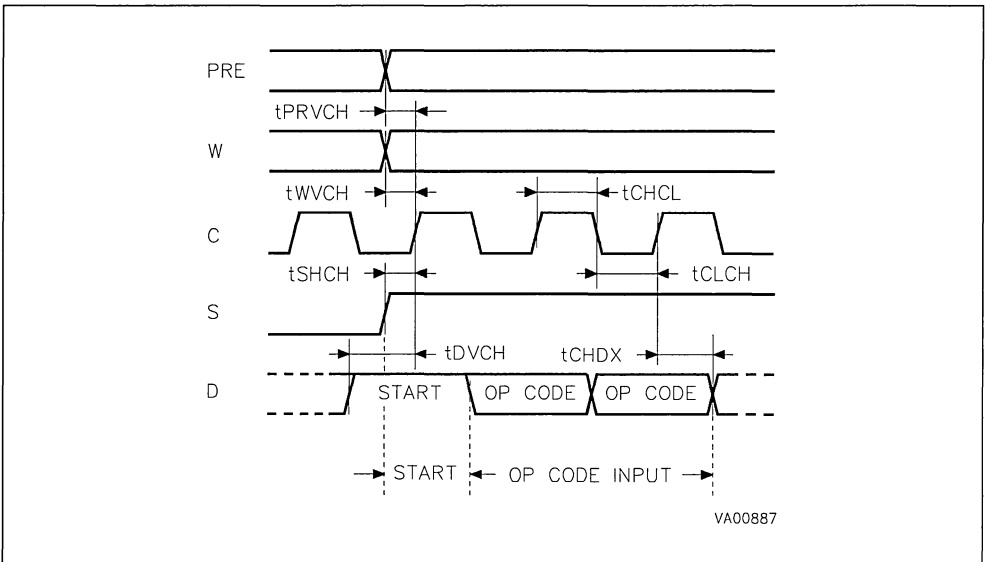 PRE
tPRVCH
W
tWVCH
tCHCL
C
tSHCH
tCLCH
S
tDVCH
tCHDX
D
START
OP CODE
OP CODE
START
OP CODE INPUT
VA00887